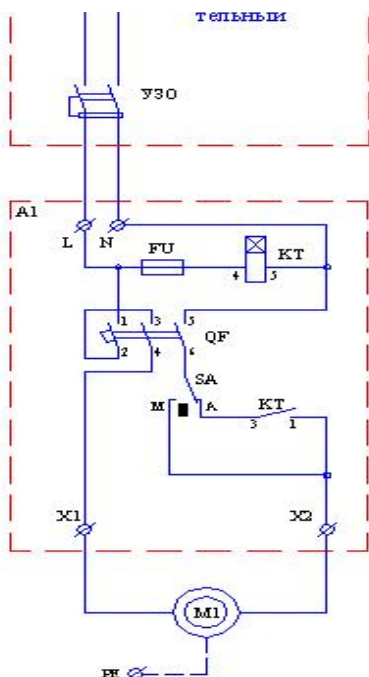 тельный
УЗО
A1
L N FU KT
4 5
1 3 5
QF
2 4 6
SA
M A KT
3 1
X1 X2
M1
PE